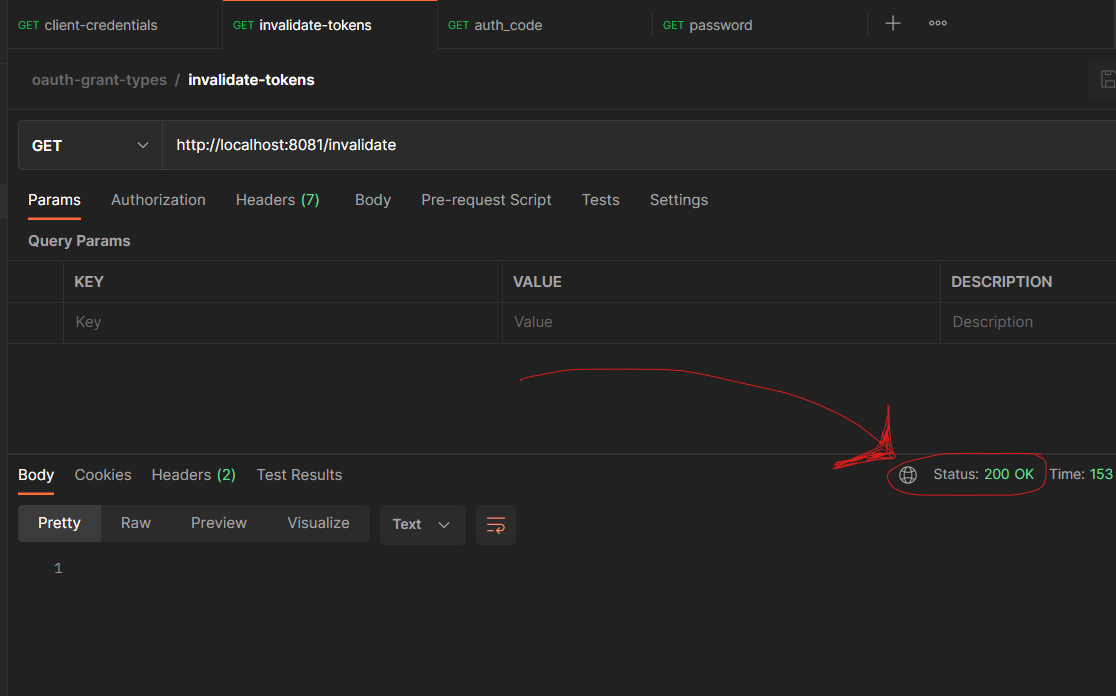 GET client-credentials GET invalidate-tokens GET auth_code GET password
oauth-grant-types / invalidate-tokens
GET http://localhost:8081/invalidate
Params Authorization Headers (7) Body Pre-request Script Tests Settings
Query Params
KEY VALUE DESCRIPTION
Key Value Description
Body Cookies Headers (2) Test Results Status: 200 OK Time: 153
Pretty Raw Preview Visualize Text
1